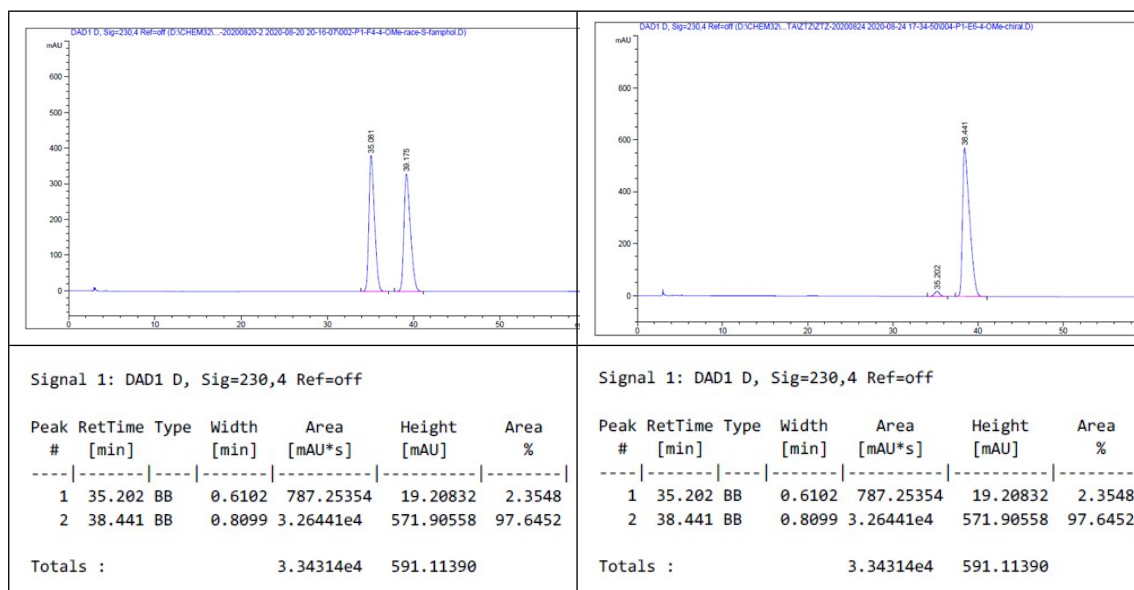 DAD1 D, Sig=230,4 Ref=off (D:\CHEM32\...-20200820-2 2020-08-20 20-16-07\002-P1-F4-4-OMe-race-S-famphol.D)
mAU
600
500
400
300
200
100
0
35.081
39.175
0 10 20 30 40 50
DAD1 D, Sig=230,4 Ref=off (D:\CHEM32\...TA\ZTZ\ZTZ-20200824 2020-08-24 17-34-50\004-P1-E6-4-OMe-chiral.D)
mAU
800
600
400
200
0
35.202
38.441
0 10 20 30 40 50
Signal 1: DAD1 D, Sig=230,4 Ref=off
Peak RetTime Type Width Area Height Area
# [min] [min] [mAU*s] [mAU] %
----|-------|----|-------|----------|----------|--------|
1 35.202 BB 0.6102 787.25354 19.20832 2.3548
2 38.441 BB 0.8099 3.26441e4 571.90558 97.6452
Totals : 3.34314e4 591.11390
Signal 1: DAD1 D, Sig=230,4 Ref=off
Peak RetTime Type Width Area Height Area
# [min] [min] [mAU*s] [mAU] %
----|-------|----|-------|----------|----------|--------
1 35.202 BB 0.6102 787.25354 19.20832 2.3548
2 38.441 BB 0.8099 3.26441e4 571.90558 97.6452
Totals : 3.34314e4 591.11390